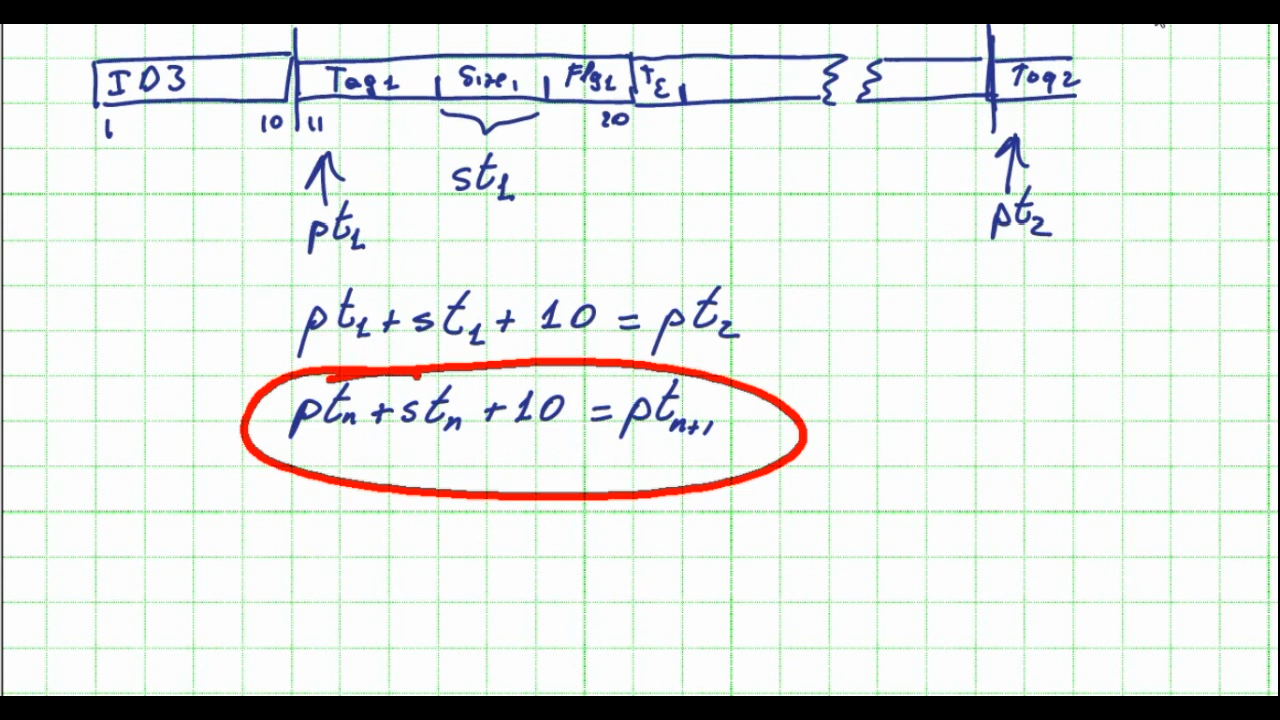 ID3 Tag1 Size1 Flg1 TE Tag2
1 10 11 20
st1
pt1 pt2
pt1+st1+10=pt2
ptn+stn+10=ptn+1